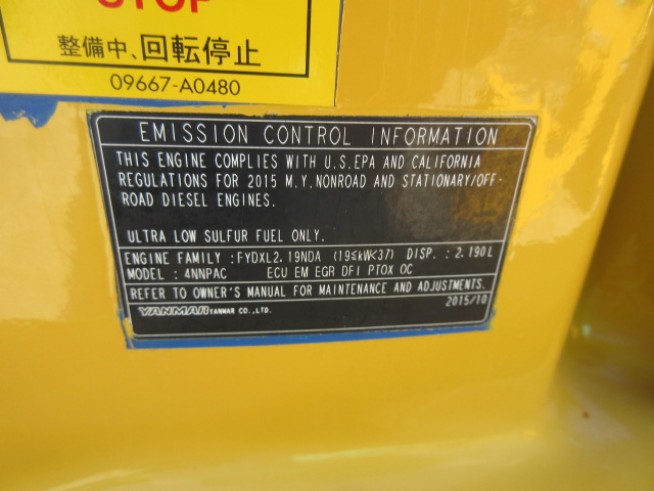 STOP
整備中、回転停止
09667-A0480
EMISSION CONTROL INFORMATION
THIS ENGINE COMPLIES WITH U.S.EPA AND CALIFORNIA
REGULATIONS FOR 2015 M.Y.NONROAD AND STATIONARY/OFF-
ROAD DIESEL ENGINES.
ULTRA LOW SULFUR FUEL ONLY.
ENGINE FAMILY :FYDXL2.19NDA (19≦kW<37) DISP. : 2.190L
MODEL : 4NNPAC ECU EM EGR DFI PTOX OC
REFER TO OWNER'S MANUAL FOR MAINTENANCE AND ADJUSTMENTS.
2015/10
YANMAR YANMAR CO.,LTD.